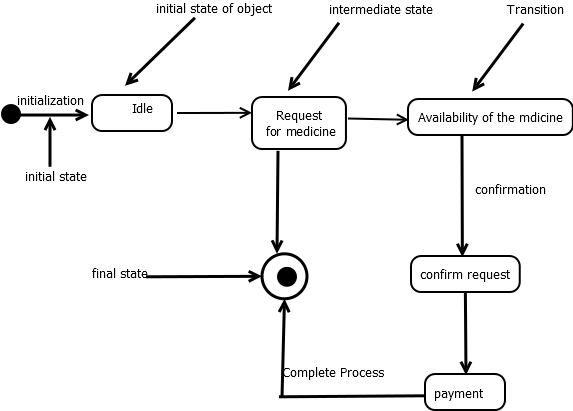 initial state of object
intermediate state
Transition
initialization
Idle
Request
for medicine
Availability of the mdicine
initial state
confirmation
final state
confirm request
Complete Process
payment